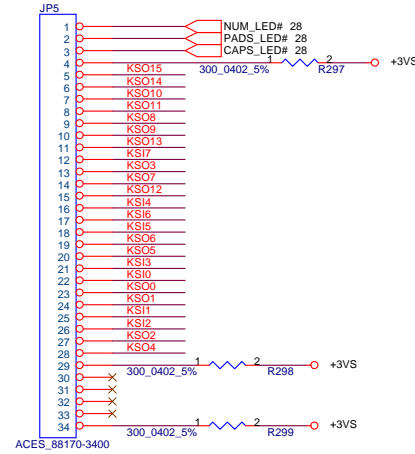 JP5
1 NUM_LED# 28
2 PADS_LED# 28
3 CAPS_LED# 28
4 1 2 +3VS
300_0402_5% R297
5 KSO15
6 KSO14
7 KSO10
8 KSO11
9 KSO8
10 KSO9
11 KSO13
12 KSI7
13 KSO3
14 KSO7
15 KSO12
16 KSI4
17 KSI6
18 KSI5
19 KSO6
20 KSO5
21 KSI3
22 KSI0
23 KSO0
24 KSO1
25 KSI1
26 KSI2
27 KSO2
28 KSO4
29 1 2 +3VS
300_0402_5% R298
30
31
32
33
34 1 2 +3VS
300_0402_5% R299
ACES_88170-3400